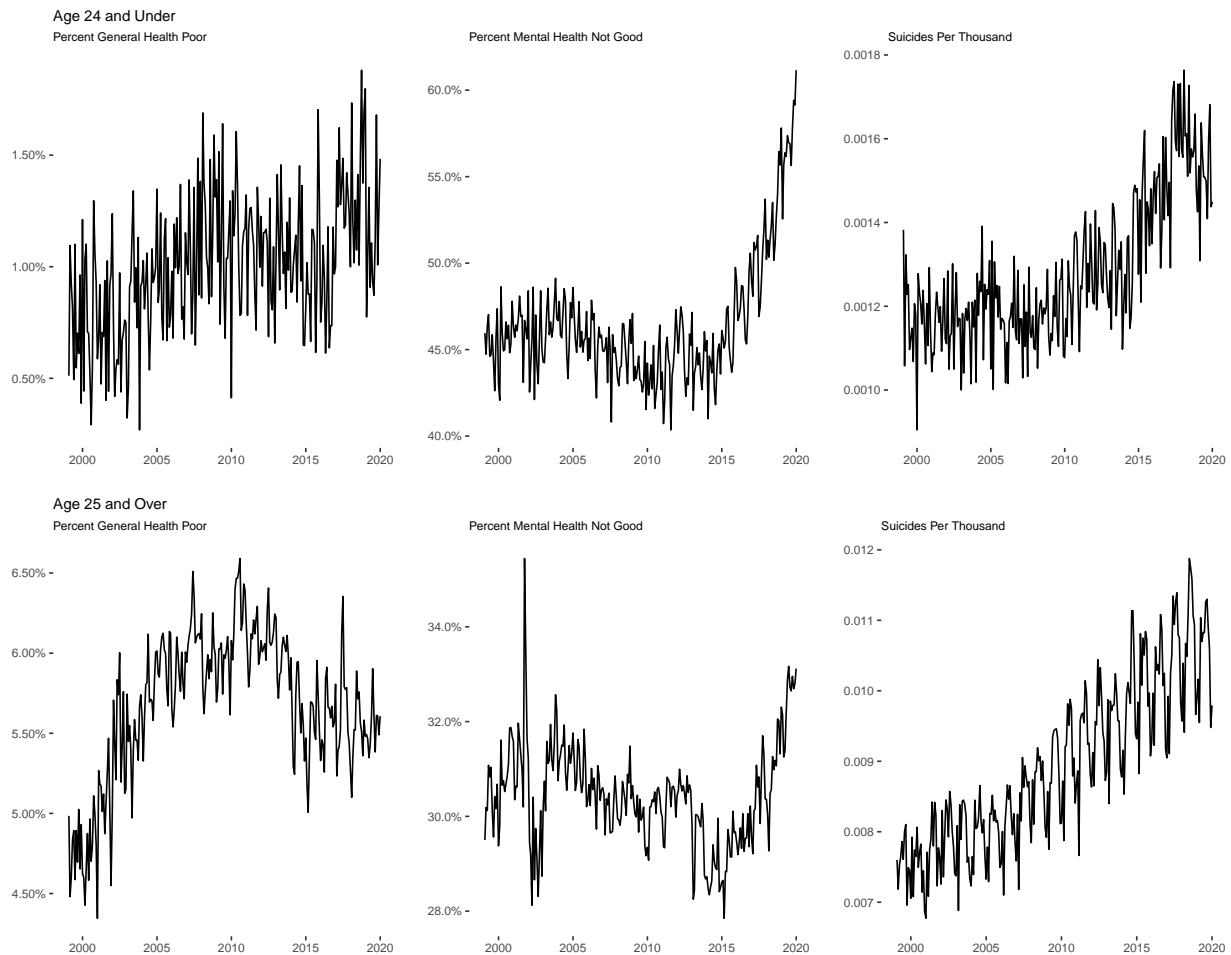 Age 24 and Under
Percent General Health Poor
Percent Mental Health Not Good
Suicides Per Thousand
1.50%
1.00%
0.50%
60.0%
55.0%
50.0%
45.0%
40.0%
0.0018
0.0016
0.0014
0.0012
0.0010
2000 2005 2010 2015 2020
2000 2005 2010 2015 2020
2000 2005 2010 2015 2020
Age 25 and Over
Percent General Health Poor
Percent Mental Health Not Good
Suicides Per Thousand
6.50%
6.00%
5.50%
5.00%
4.50%
34.0%
32.0%
30.0%
28.0%
0.012
0.011
0.010
0.009
0.008
0.007
2000 2005 2010 2015 2020
2000 2005 2010 2015 2020
2000 2005 2010 2015 2020